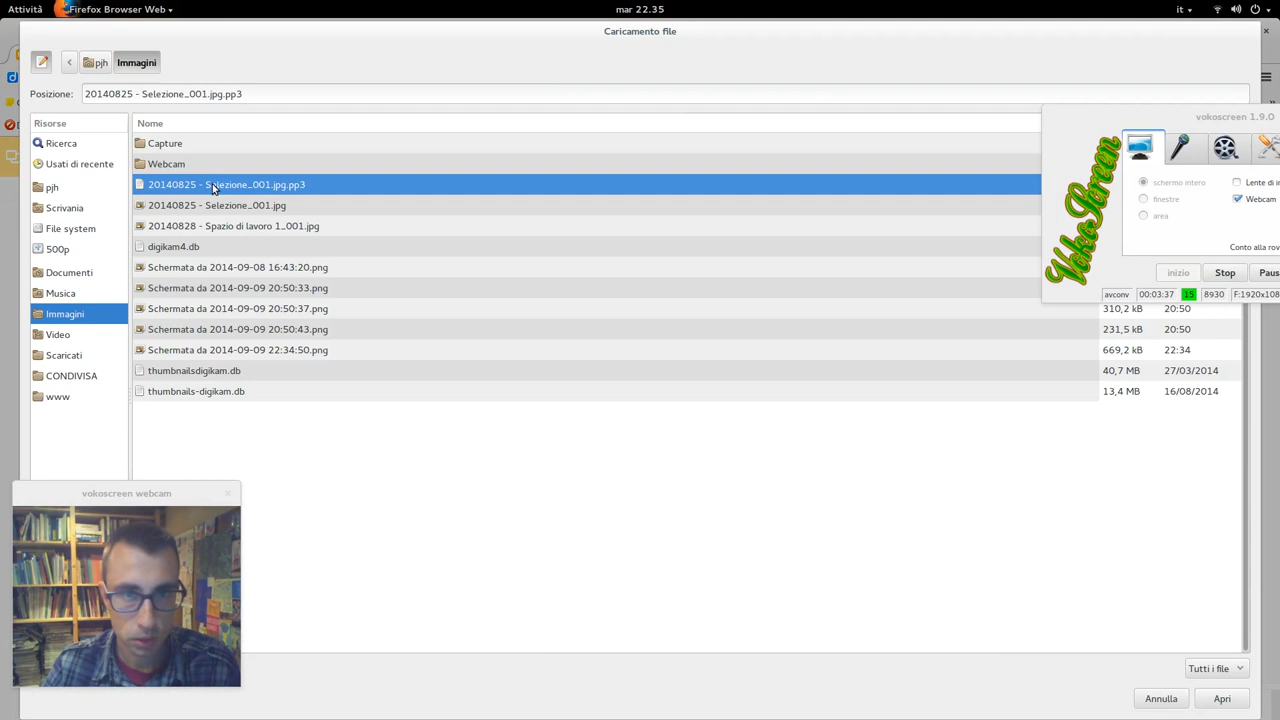 Attività
Firefox Browser Web
mar 22.35
it
Caricamento file
pjh
Immagini
Posizione:
20140825 - Selezione_001.jpg.pp3
Risorse
Nome
Ricerca
Usati di recente
pjh
Scrivania
File system
500p
Documenti
Musica
Immagini
Video
Scaricati
CONDIVISA
www
Capture
Webcam
20140825 - Selezione_001.jpg.pp3
20140825 - Selezione_001.jpg
20140828 - Spazio di lavoro 1_001.jpg
digikam4.db
Schermata da 2014-09-08 16:43:20.png
Schermata da 2014-09-09 20:50:33.png
Schermata da 2014-09-09 20:50:37.png
310,2 kB 20:50
Schermata da 2014-09-09 20:50:43.png
231,5 kB 20:50
Schermata da 2014-09-09 22:34:50.png
669,2 kB 22:34
thumbnailsdigikam.db
40,7 MB 27/03/2014
thumbnails-digikam.db
13,4 MB 16/08/2014
vokoscreen 1.9.0
VokoScreen
schermo intero
Lente di in
finestre
Webcam
area
Conto alla rov
inizio
Stop
Paus
avconv 00:03:37 15 8930 F:1920x108
vokoscreen webcam
Tutti i file
Annulla
Apri